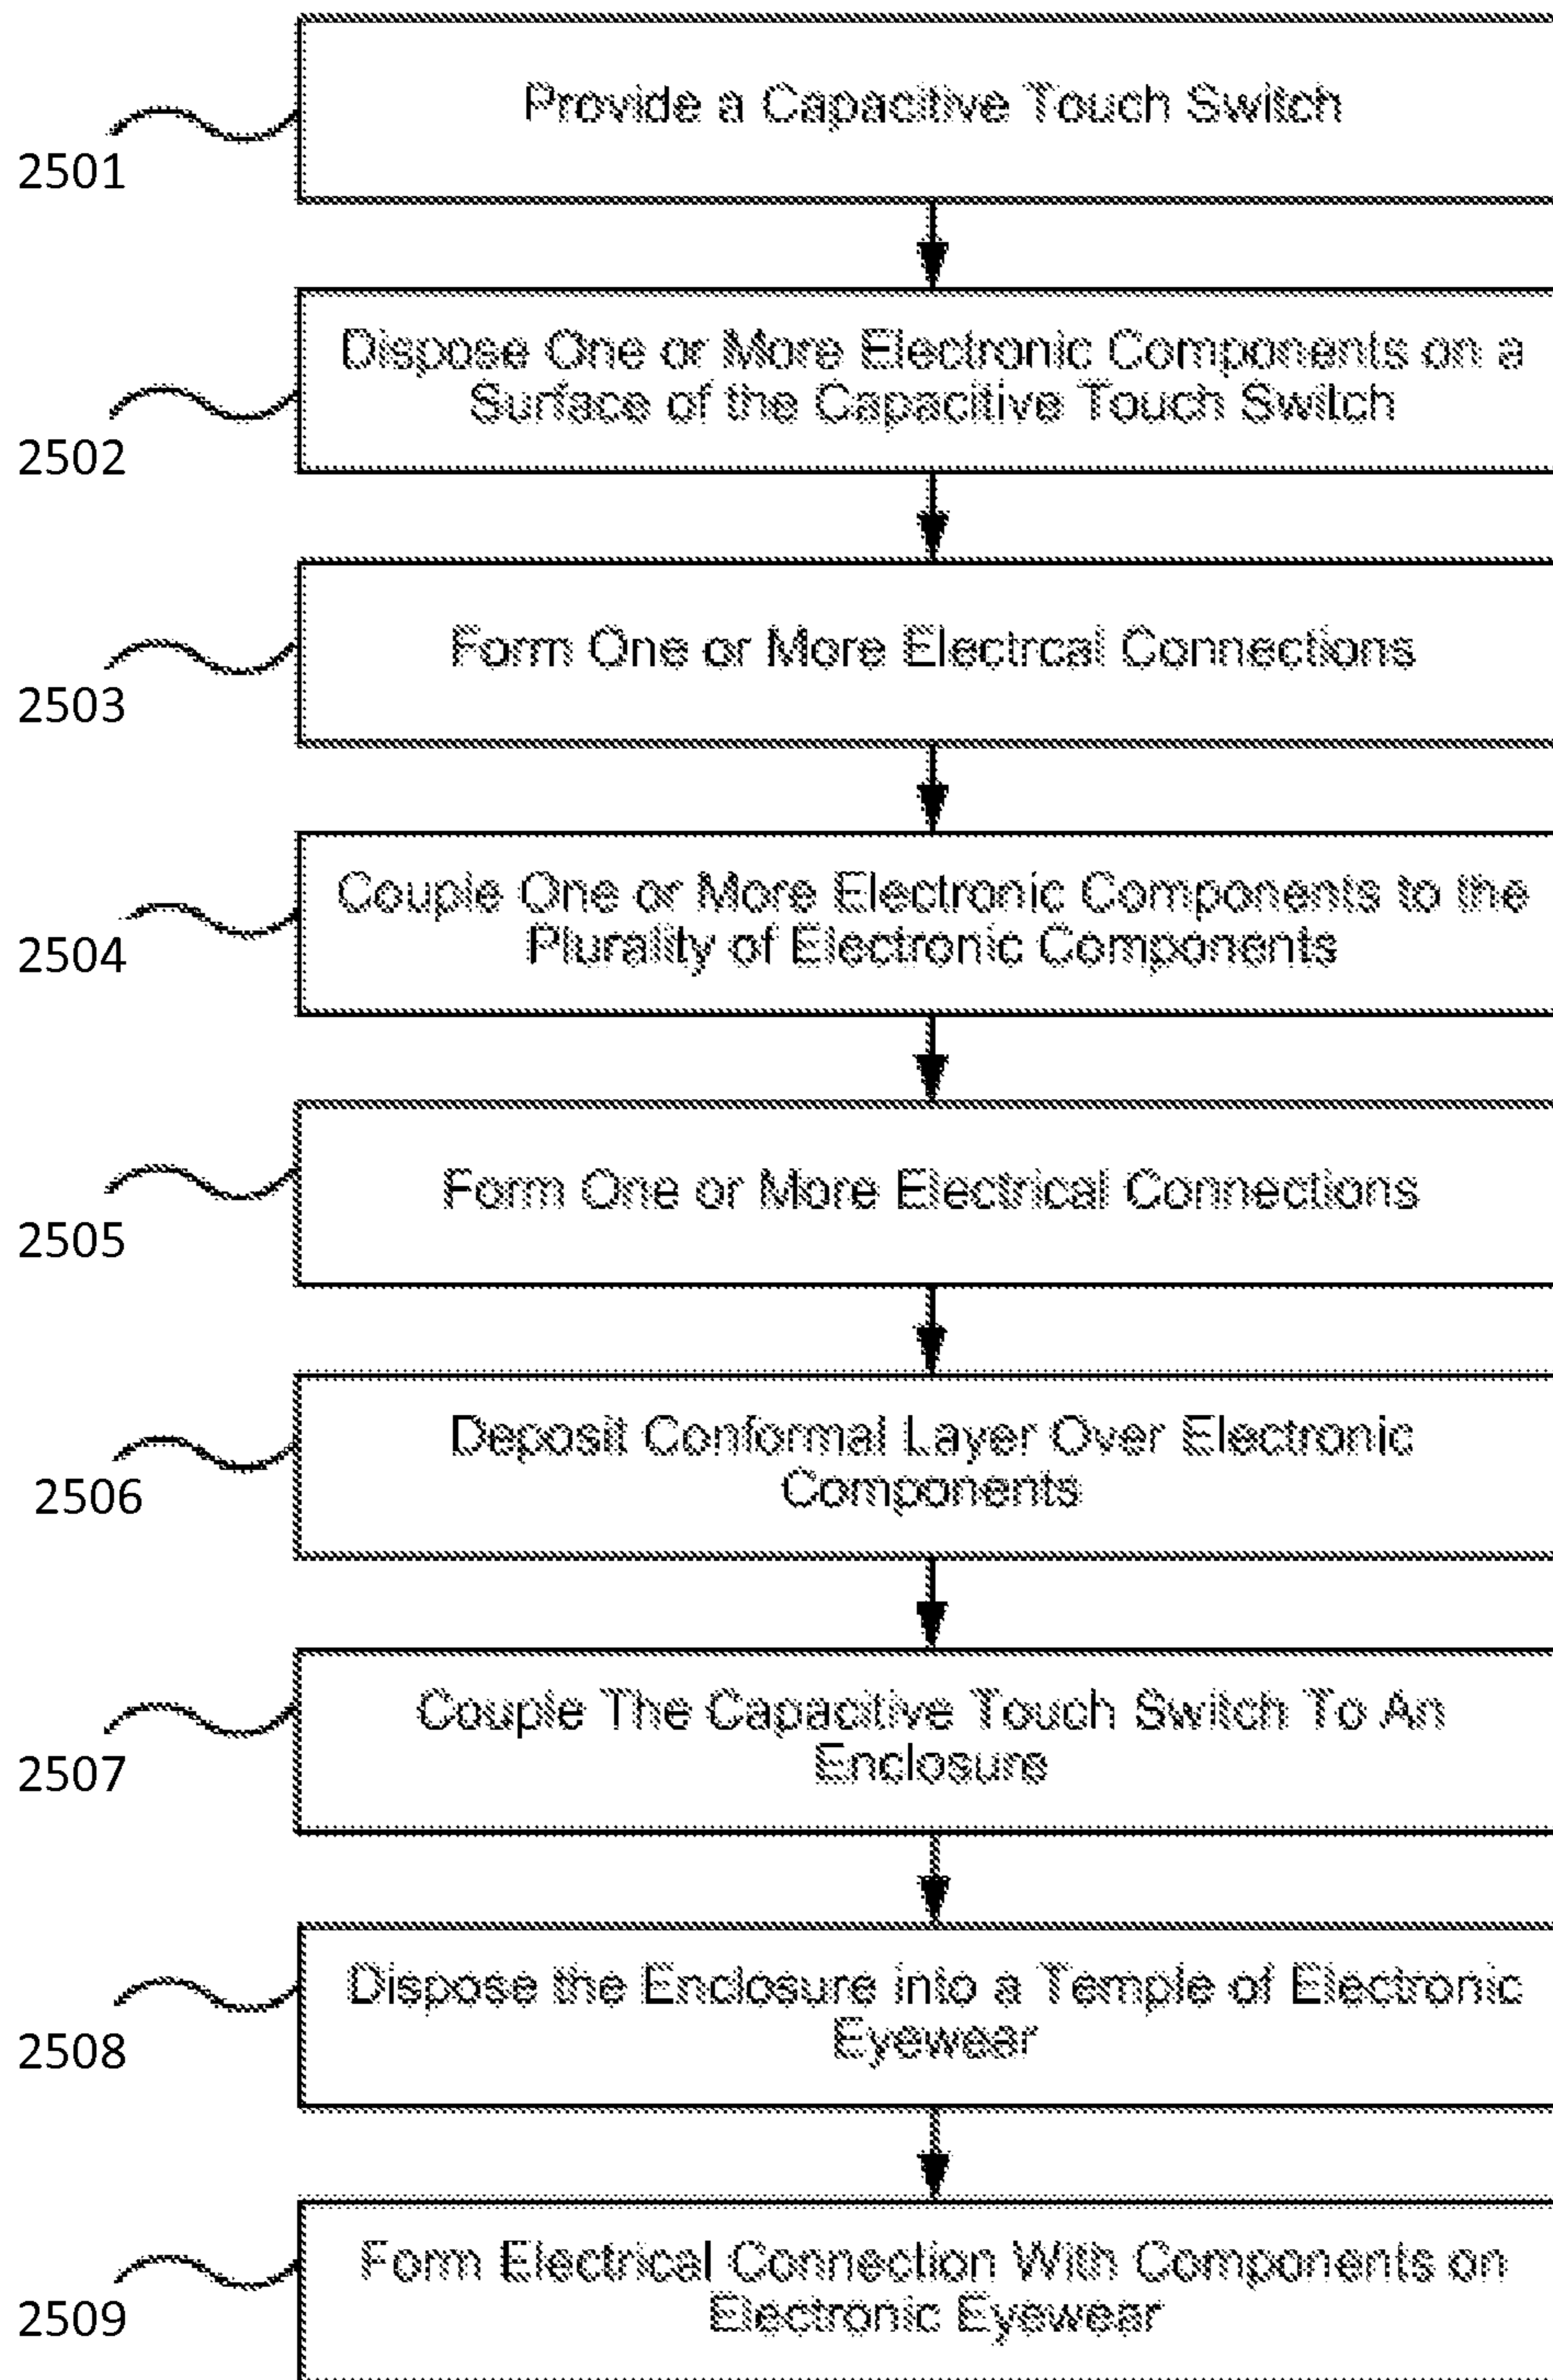 Provide a Capacitive Touch Switch
2501
Dispose One or More Electronic Components on a
Surface of the Capacitive Touch Switch
2502
Form One or More Electrcal Connections
2503
Couple One or More Electronic Components to the
Plurality of Electronic Components
2504
Form One or More Electrical Connections
2505
Deposit Conformal Layer Over Electronic
Components
2506
Couple The Capacitive Touch Switch To An
Enclosure
2507
Dispose the Enclosure into a Temple of Electronic
Eyewear
2508
Form Electrical Connection With Components on
Electronic Eyewear
2509